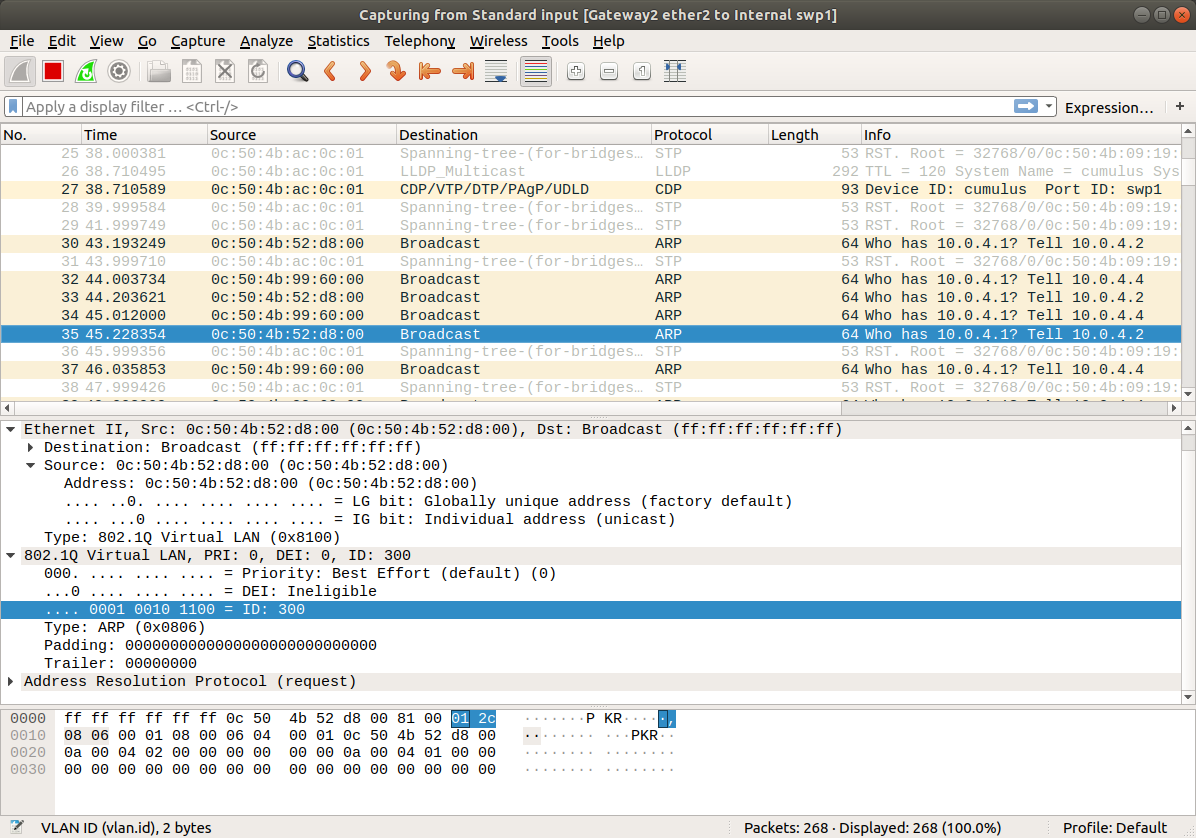 Capturing from Standard input [Gateway2 ether2 to Internal swp1]
File Edit View Go Capture Analyze Statistics Telephony Wireless Tools Help
Apply a display filter … <Ctrl-/> Expression… +
No. Time Source Destination Protocol Length Info
25 38.000381 0c:50:4b:ac:0c:01 Spanning-tree-(for-bridges… STP 53 RST. Root = 32768/0/0c:50:4b:09:19:
26 38.710495 0c:50:4b:ac:0c:01 LLDP_Multicast LLDP 292 TTL = 120 System Name = cumulus Sys
27 38.710589 0c:50:4b:ac:0c:01 CDP/VTP/DTP/PAgP/UDLD CDP 93 Device ID: cumulus  Port ID: swp1
28 39.999584 0c:50:4b:ac:0c:01 Spanning-tree-(for-bridges… STP 53 RST. Root = 32768/0/0c:50:4b:09:19:
29 41.999749 0c:50:4b:ac:0c:01 Spanning-tree-(for-bridges… STP 53 RST. Root = 32768/0/0c:50:4b:09:19:
30 43.193249 0c:50:4b:52:d8:00 Broadcast ARP 64 Who has 10.0.4.1? Tell 10.0.4.2
31 43.999710 0c:50:4b:ac:0c:01 Spanning-tree-(for-bridges… STP 53 RST. Root = 32768/0/0c:50:4b:09:19:
32 44.003734 0c:50:4b:99:60:00 Broadcast ARP 64 Who has 10.0.4.1? Tell 10.0.4.4
33 44.203621 0c:50:4b:52:d8:00 Broadcast ARP 64 Who has 10.0.4.1? Tell 10.0.4.2
34 45.012000 0c:50:4b:99:60:00 Broadcast ARP 64 Who has 10.0.4.1? Tell 10.0.4.4
35 45.228354 0c:50:4b:52:d8:00 Broadcast ARP 64 Who has 10.0.4.1? Tell 10.0.4.2
36 45.999356 0c:50:4b:ac:0c:01 Spanning-tree-(for-bridges… STP 53 RST. Root = 32768/0/0c:50:4b:09:19:
37 46.035853 0c:50:4b:99:60:00 Broadcast ARP 64 Who has 10.0.4.1? Tell 10.0.4.4
38 47.999426 0c:50:4b:ac:0c:01 Spanning-tree-(for-bridges… STP 53 RST. Root = 32768/0/0c:50:4b:09:19:
Ethernet II, Src: 0c:50:4b:52:d8:00 (0c:50:4b:52:d8:00), Dst: Broadcast (ff:ff:ff:ff:ff:ff)
Destination: Broadcast (ff:ff:ff:ff:ff:ff)
Source: 0c:50:4b:52:d8:00 (0c:50:4b:52:d8:00)
Address: 0c:50:4b:52:d8:00 (0c:50:4b:52:d8:00)
.... ..0. .... .... .... .... = LG bit: Globally unique address (factory default)
.... ...0 .... .... .... .... = IG bit: Individual address (unicast)
Type: 802.1Q Virtual LAN (0x8100)
802.1Q Virtual LAN, PRI: 0, DEI: 0, ID: 300
000. .... .... .... = Priority: Best Effort (default) (0)
...0 .... .... .... = DEI: Ineligible
.... 0001 0010 1100 = ID: 300
Type: ARP (0x0806)
Padding: 0000000000000000000000000000
Trailer: 00000000
Address Resolution Protocol (request)
0000 ff ff ff ff ff ff 0c 50 4b 52 d8 00 81 00 01 2c ·······P KR·····,
0010 08 06 00 01 08 00 06 04 00 01 0c 50 4b 52 d8 00 ········ ···PKR··
0020 0a 00 04 02 00 00 00 00 00 00 0a 00 04 01 00 00 ········ ········
0030 00 00 00 00 00 00 00 00 00 00 00 00 00 00 00 00 ········ ········
VLAN ID (vlan.id), 2 bytes Packets: 268 · Displayed: 268 (100.0%) Profile: Default